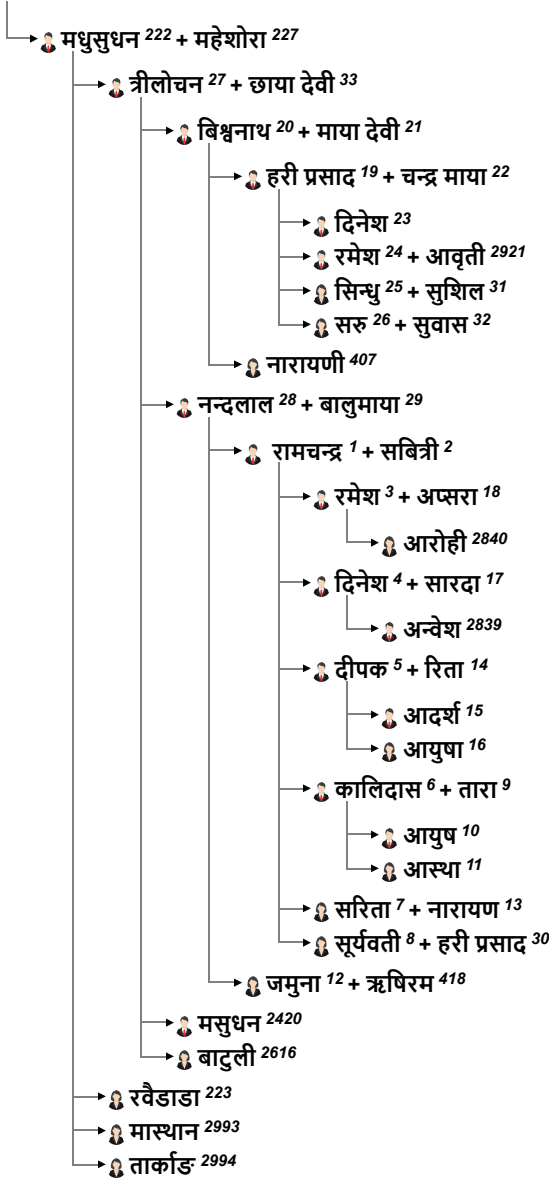 मधुसुधन 222 + महेशोरा 227
त्रीलोचन 27 + छाया देवी 33
बिश्वनाथ 20 + माया देवी 21
हरी प्रसाद 19 + चन्द्र माया 22
दिनेश 23
रमेश 24 + आवृती 2921
सिन्धु 25 + सुशिल 31
सरु 26 + सुवास 32
नारायणी 407
नन्दलाल 28 + बालुमाया 29
रामचन्द्र 1 + सबित्री 2
रमेश 3 + अप्सरा 18
आरोही 2840
दिनेश 4 + सारदा 17
अन्वेश 2839
दीपक 5 + रिता 14
आदर्श 15
आयुषा 16
कालिदास 6 + तारा 9
आयुष 10
आस्था 11
सरिता 7 + नारायण 13
सूर्यवती 8 + हरी प्रसाद 30
जमुना 12 + ऋषिरम 418
मसुधन 2420
बाटुली 2616
रवैडाडा 223
मास्थान 2993
तार्काङ 2994